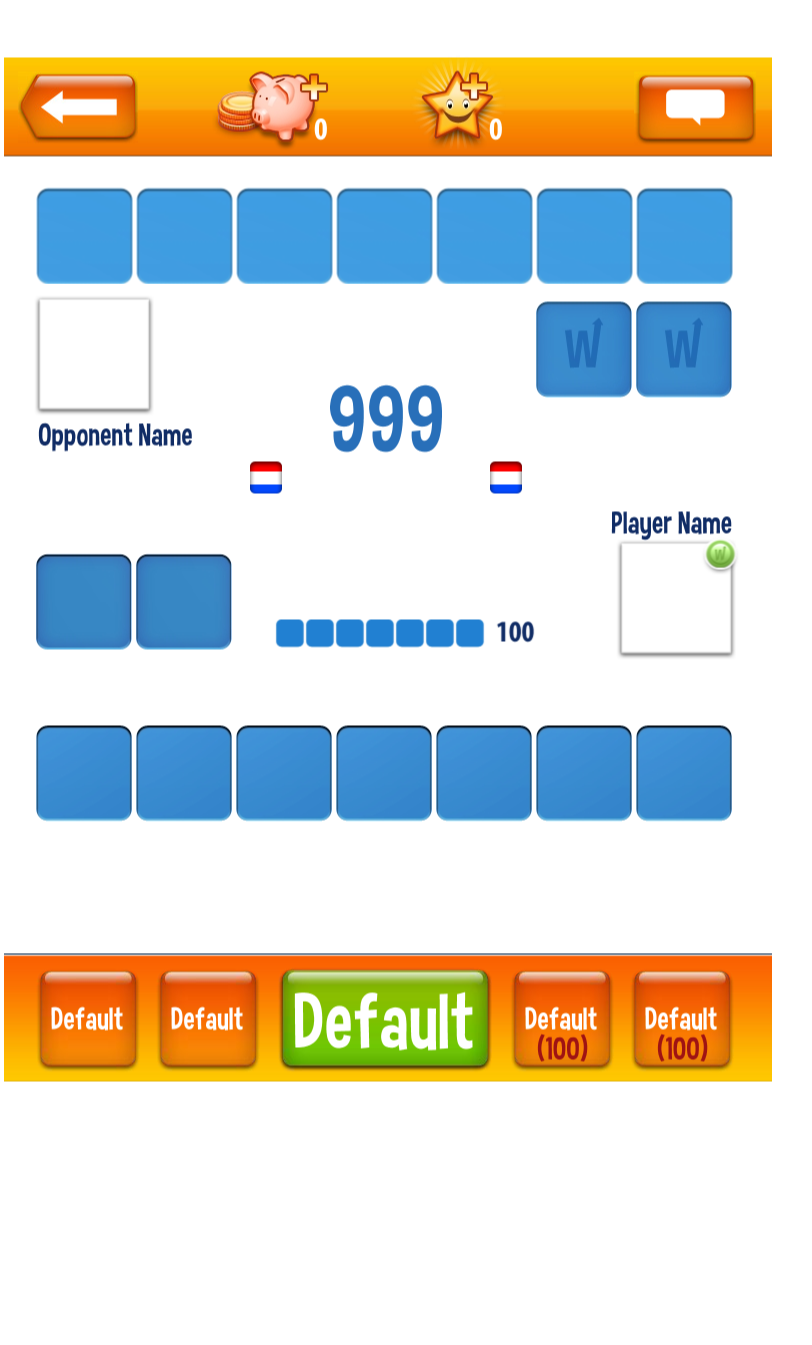 0
0
W W
999
Opponent Name
Player Name
W
100
Default
Default
Default
Default
(100)
Default
(100)